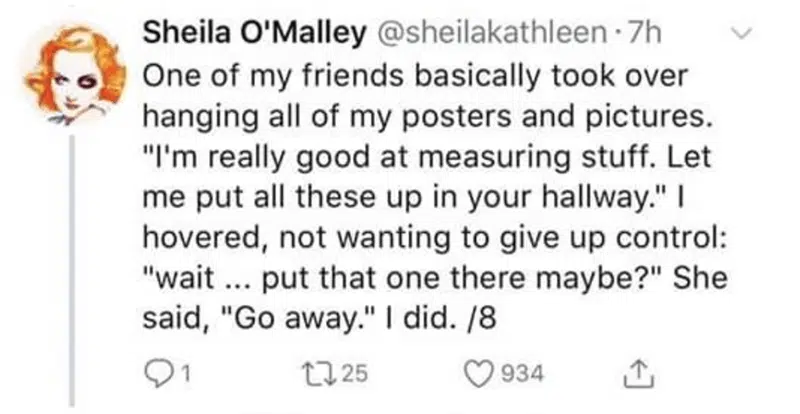 Sheila O'Malley @sheilakathleen · 7h
One of my friends basically took over
hanging all of my posters and pictures.
"I'm really good at measuring stuff. Let
me put all these up in your hallway." I
hovered, not wanting to give up control:
"wait ... put that one there maybe?" She
said, "Go away." I did. /8
1 25 934